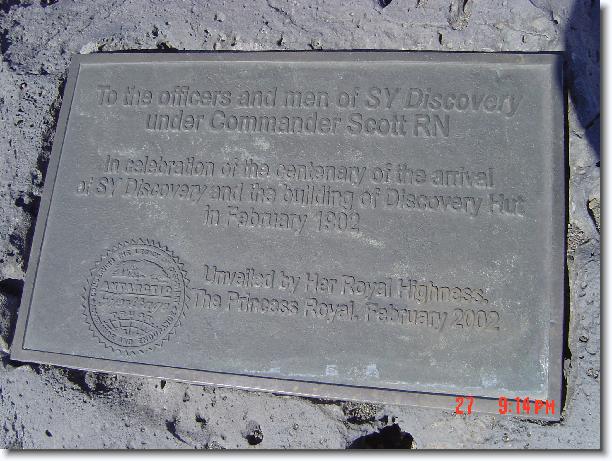 To the officers and men of SY Discovery
under Commander Scott RN
In celebration of the centenary of the arrival
of SY Discovery and the building of Discovery Hut
in February 1902
ANTARCTIC
Unveiled by Her Royal Highness,
The Princess Royal, February 2002
27 9:14PM